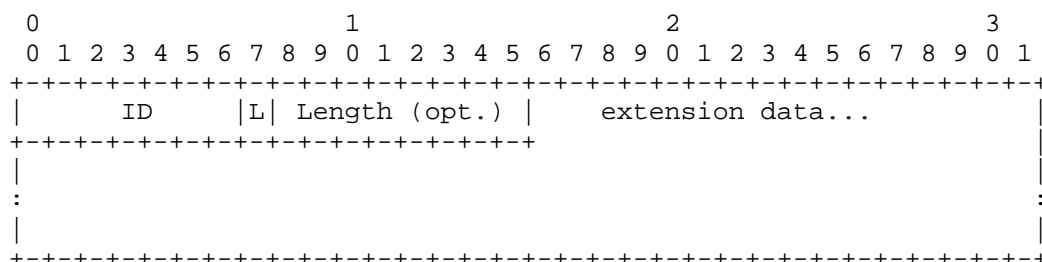 0                   1                   2                   3
 0 1 2 3 4 5 6 7 8 9 0 1 2 3 4 5 6 7 8 9 0 1 2 3 4 5 6 7 8 9 0 1
+-+-+-+-+-+-+-+-+-+-+-+-+-+-+-+-+-+-+-+-+-+-+-+-+-+-+-+-+-+-+-+-+
|      ID     |L| Length (opt.) |    extension data...          |
+-+-+-+-+-+-+-+-+-+-+-+-+-+-+-+-+                               |
|                                                               |
:                                                               :
|                                                               |
+-+-+-+-+-+-+-+-+-+-+-+-+-+-+-+-+-+-+-+-+-+-+-+-+-+-+-+-+-+-+-+-+